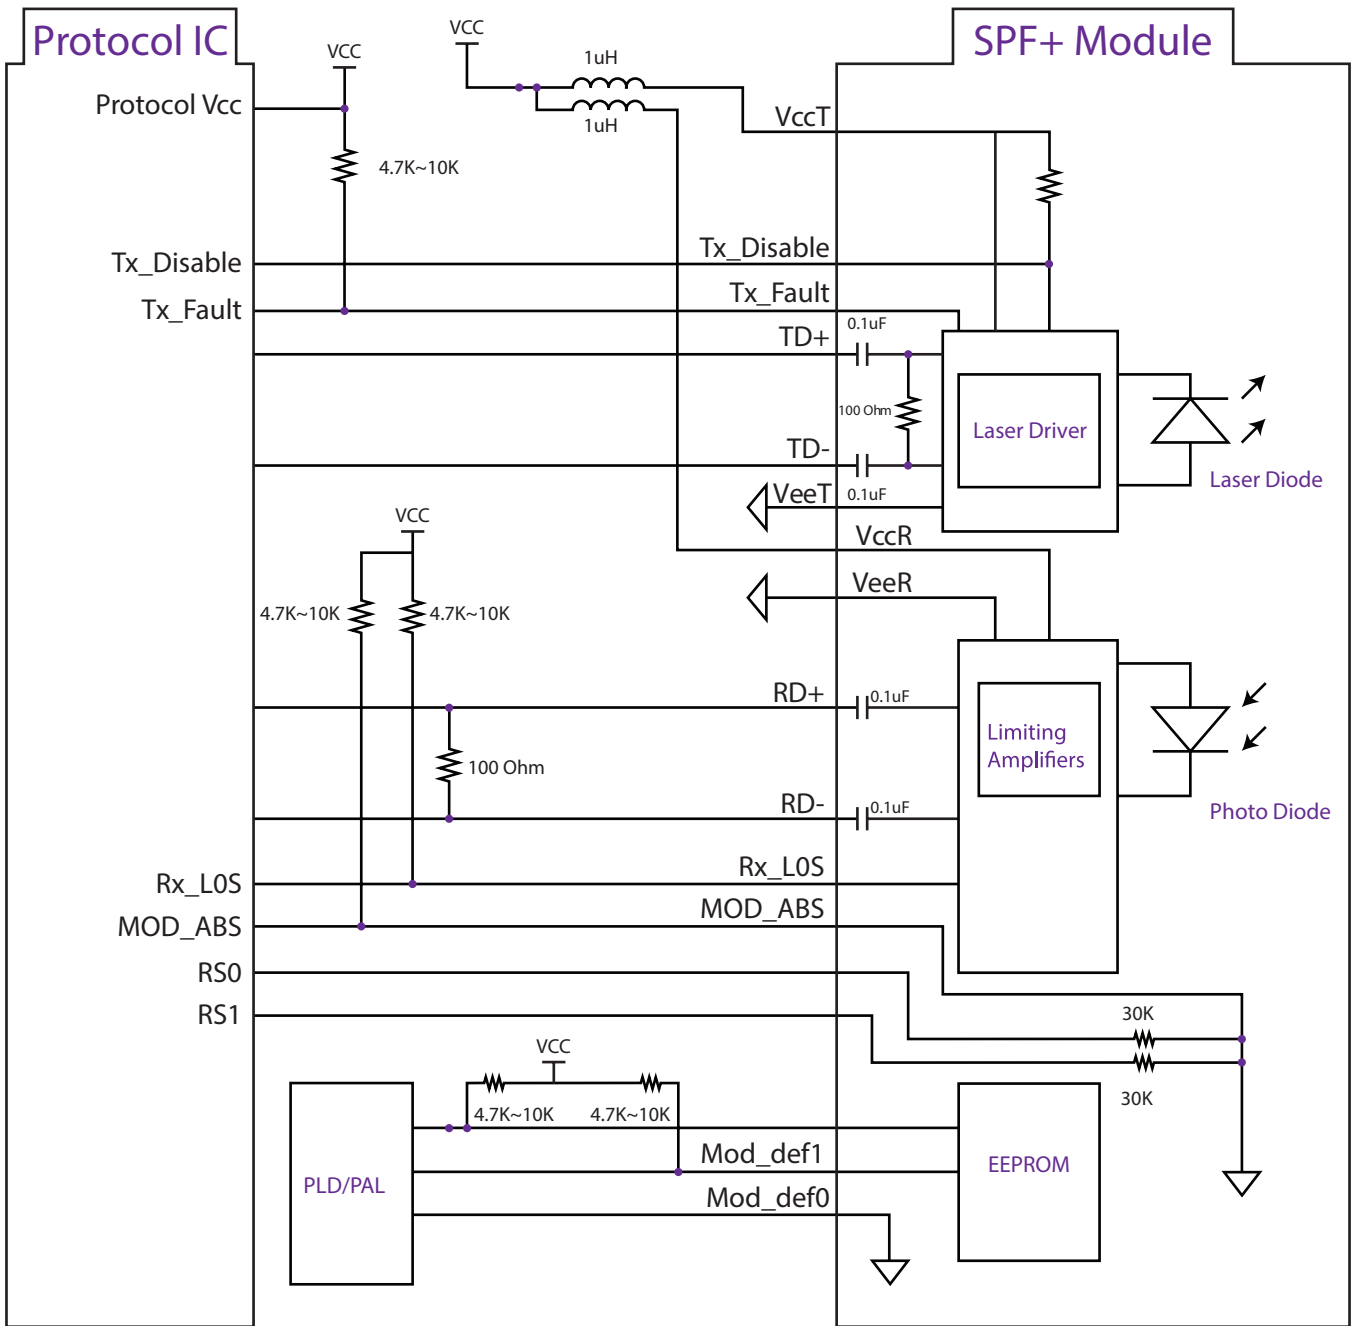 Protocol IC
SPF+ Module
VCC
VCC
1uH
1uH
Protocol Vcc
VccT
4.7K~10K
Tx_Disable
Tx_Disable
Tx_Fault
Tx_Fault
0.1uF
TD+
100 Ohm
Laser Driver
TD-
Laser Diode
VeeT
0.1uF
VCC
VccR
VeeR
4.7K~10K
4.7K~10K
RD+
0.1uF
Limiting
Amplifiers
100 Ohm
RD-
0.1uF
Photo Diode
Rx_L0S
Rx_L0S
MOD_ABS
MOD_ABS
RS0
RS1
30K
VCC
30K
4.7K~10K
4.7K~10K
Mod_def1
EEPROM
PLD/PAL
Mod_def0